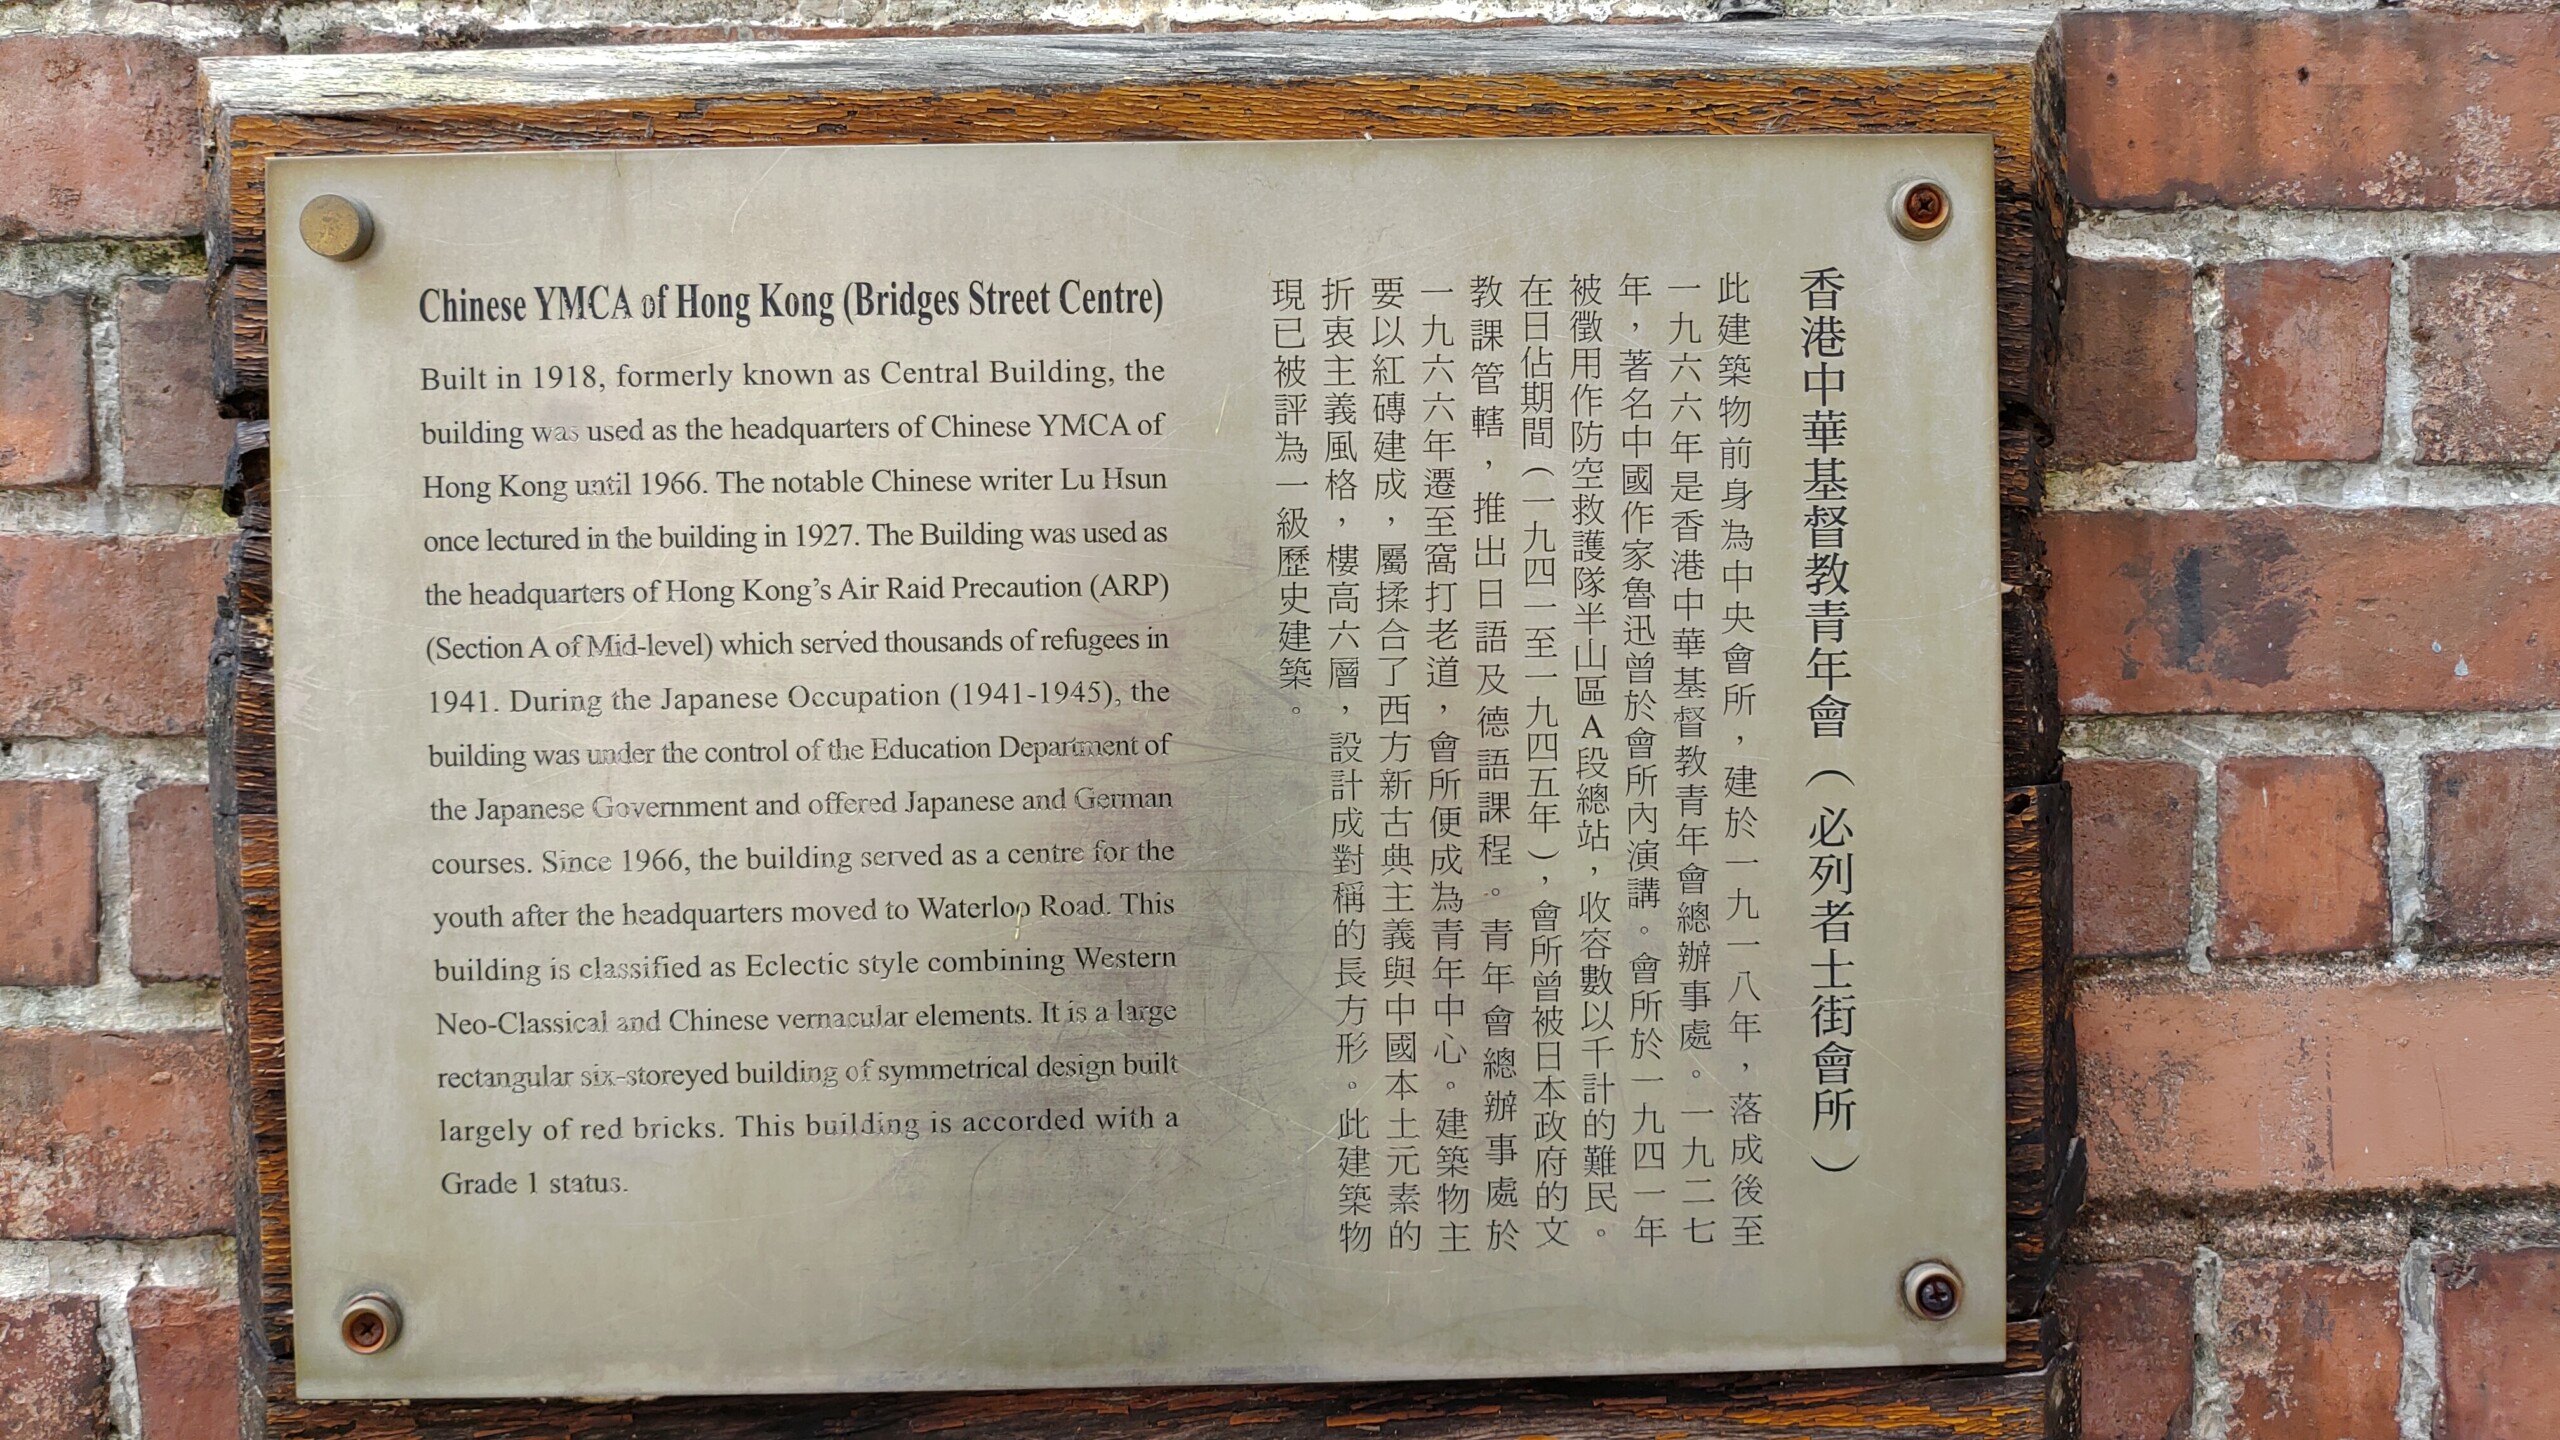 Chinese YMCA of Hong Kong (Bridges Street Centre)
Built in 1918, formerly known as Central Building, the
building was used as the headquarters of Chinese YMCA of
Hong Kong until 1966. The notable Chinese writer Lu Hsun
once lectured in the building in 1927. The Building was used as
the headquarters of Hong Kong’s Air Raid Precaution (ARP)
(Section A of Mid-level) which served thousands of refugees in
1941. During the Japanese Occupation (1941-1945), the
building was under the control of the Education Department of
the Japanese Government and offered Japanese and German
courses. Since 1966, the building served as a centre for the
youth after the headquarters moved to Waterloo Road. This
building is classified as Eclectic style combining Western
Neo-Classical and Chinese vernacular elements. It is a large
rectangular six-storeyed building of symmetrical design built
largely of red bricks. This building is accorded with a
Grade 1 status.
香港中華基督教青年會（必列者士街會所）
此建築物前身為中央會所，建於一九一八年，落成後至
一九六六年是香港中華基督教青年會總辦事處。一九二七
年，著名中國作家魯迅曾於會所內演講。會所於一九四一年
被徵用作防空救護隊半山區A段總站，收容數以千計的難民。
在日佔期間（一九四一至一九四五年），會所曾被日本政府的文
教課管轄，推出日語及德語課程。青年會總辦事處於
一九六六年遷至窩打老道，會所便成為青年中心。建築物主
要以紅磚建成，屬揉合了西方新古典主義與中國本土元素的
折衷主義風格，樓高六層，設計成對稱的長方形。此建築物
現已被評為一級歷史建築。